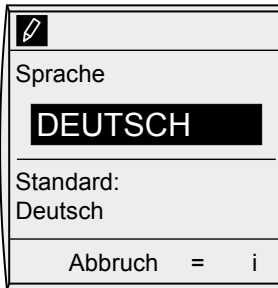 Sprache
DEUTSCH
Standard:
Deutsch
Abbruch = i